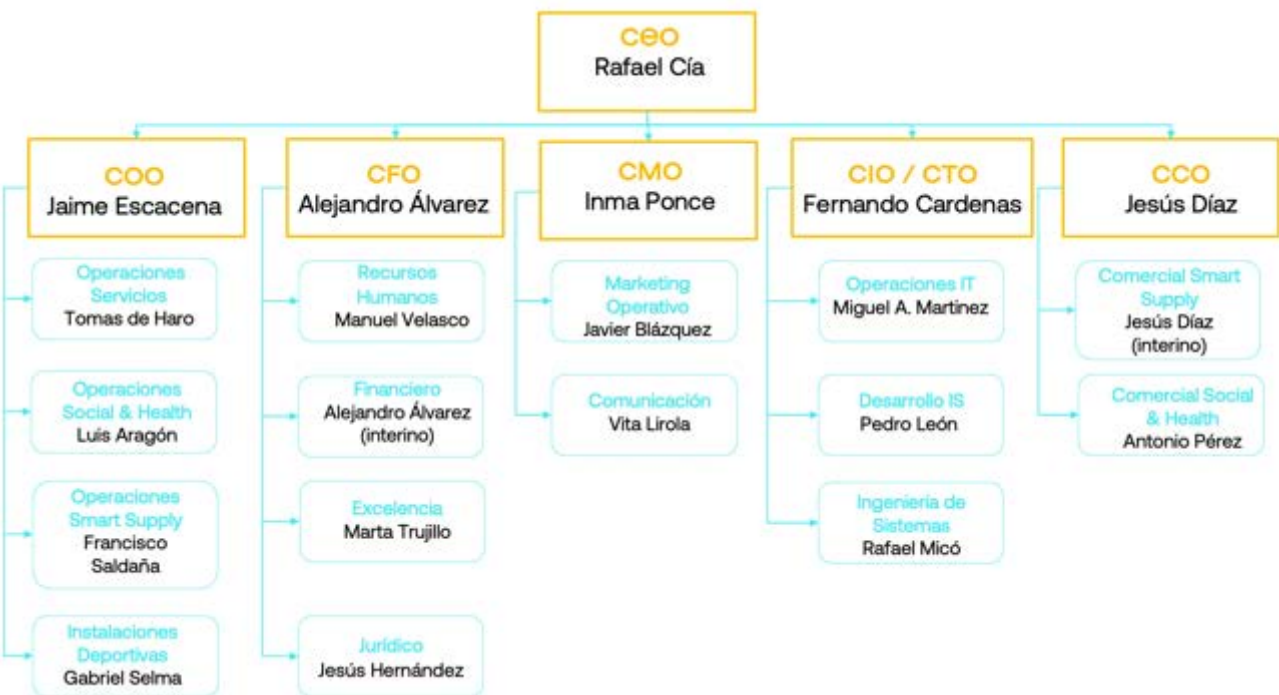 ceo
Rafael Cía
COO
Jaime Escacena
CFO
Alejandro Álvarez
CMO
Inma Ponce
CIO / CTO
Fernando Cardenas
CCO
Jesús Díaz
Operaciones
Servicios
Tomas de Haro
Operaciones
Social & Health
Luis Aragón
Operaciones
Smart Supply
Francisco
Saldaña
Instalaciones
Deportivas
Gabriel Selma
Recursos
Humanos
Manuel Velasco
Financiero
Alejandro Álvarez
(interino)
Excelencia
Marta Trujillo
Jurídico
Jesús Hernández
Marketing
Operativo
Javier Blázquez
Comunicación
Vita Lirola
Operaciones IT
Miguel A. Martinez
Desarrollo IS
Pedro León
Ingeniería de
Sistemas
Rafael Micó
Comercial Smart
Supply
Jesús Díaz
(interino)
Comercial Social
& Health
Antonio Pérez